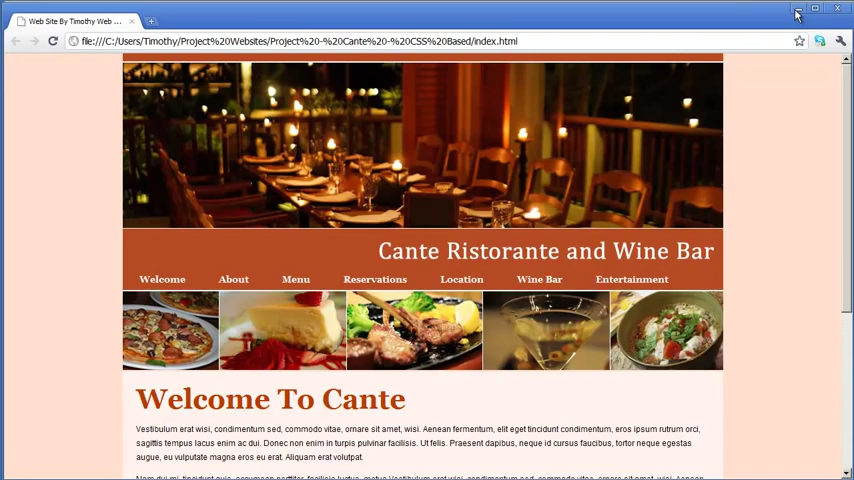 Web Site By Timothy Web ...
file:///C:/Users/Timothy/Project%20Websites/Project%20-%20Cante%20-%20CSS%20Based/index.html
Cante Ristorante and Wine Bar
Welcome About Menu Reservations Location Wine Bar Entertainment
Welcome To Cante
Vestibulum erat wisi, condimentum sed, commodo vitae, ornare sit amet, wisi. Aenean fermentum, elit eget tincidunt condimentum, eros ipsum rutrum orci,
sagittis tempus lacus enim ac dui. Donec non enim in turpis pulvinar facilisis. Ut felis. Praesent dapibus, neque id cursus faucibus, tortor neque egestas
augue, eu vulputate magna eros eu erat. Aliquam erat volutpat.